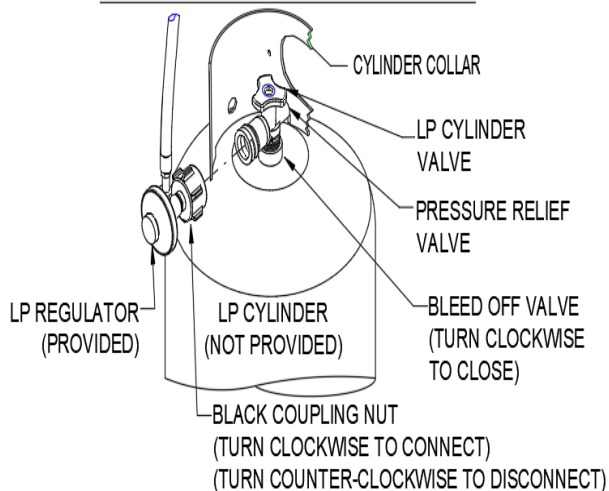 CYLINDER COLLAR
LP CYLINDER
VALVE
PRESSURE RELIEF
VALVE
BLEED OFF VALVE
(TURN CLOCKWISE
TO CLOSE)
LP REGULATOR
(PROVIDED)
LP CYLINDER
(NOT PROVIDED)
BLACK COUPLING NUT
(TURN CLOCKWISE TO CONNECT)
(TURN COUNTER-CLOCKWISE TO DISCONNECT)